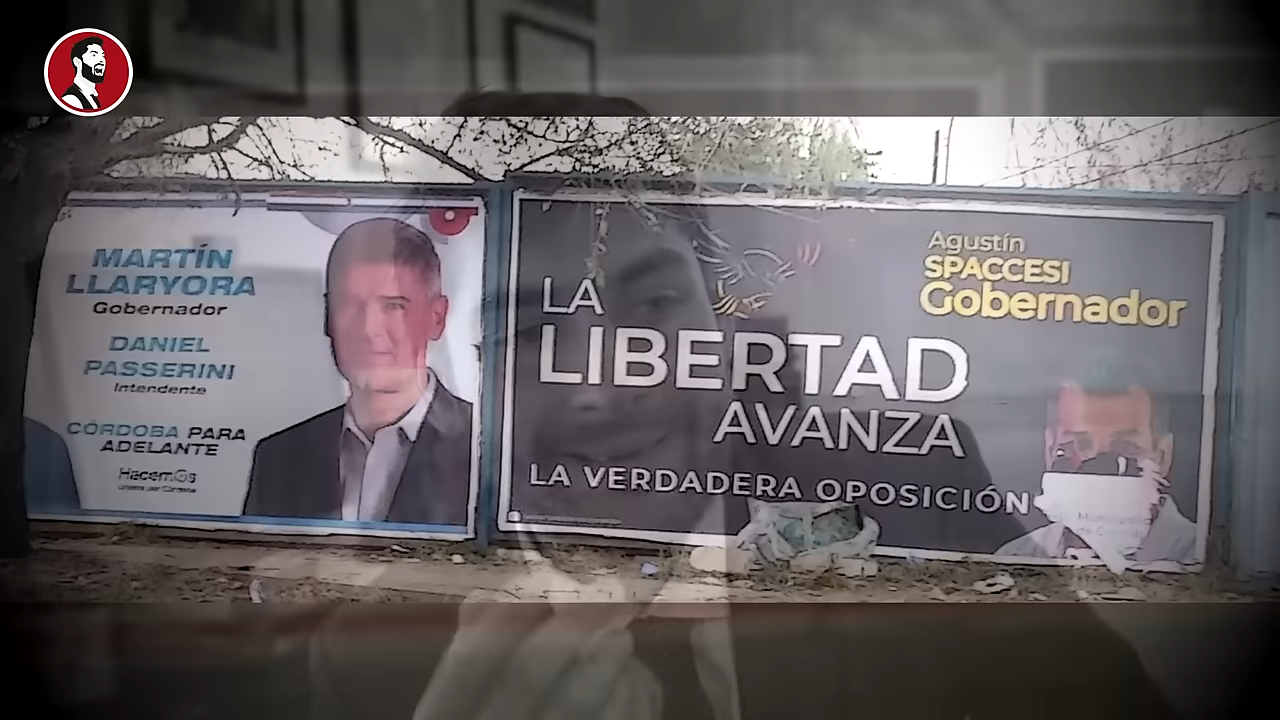 MARTÍN
LLARYORA
Gobernador
DANIEL
PASSERINI
Intendente
CÓRDOBA PARA
ADELANTE
Hacemos
LA
LIBERTAD
AVANZA
LA VERDADERA OPOSICIÓN
Agustín
SPACCESI
Gobernador